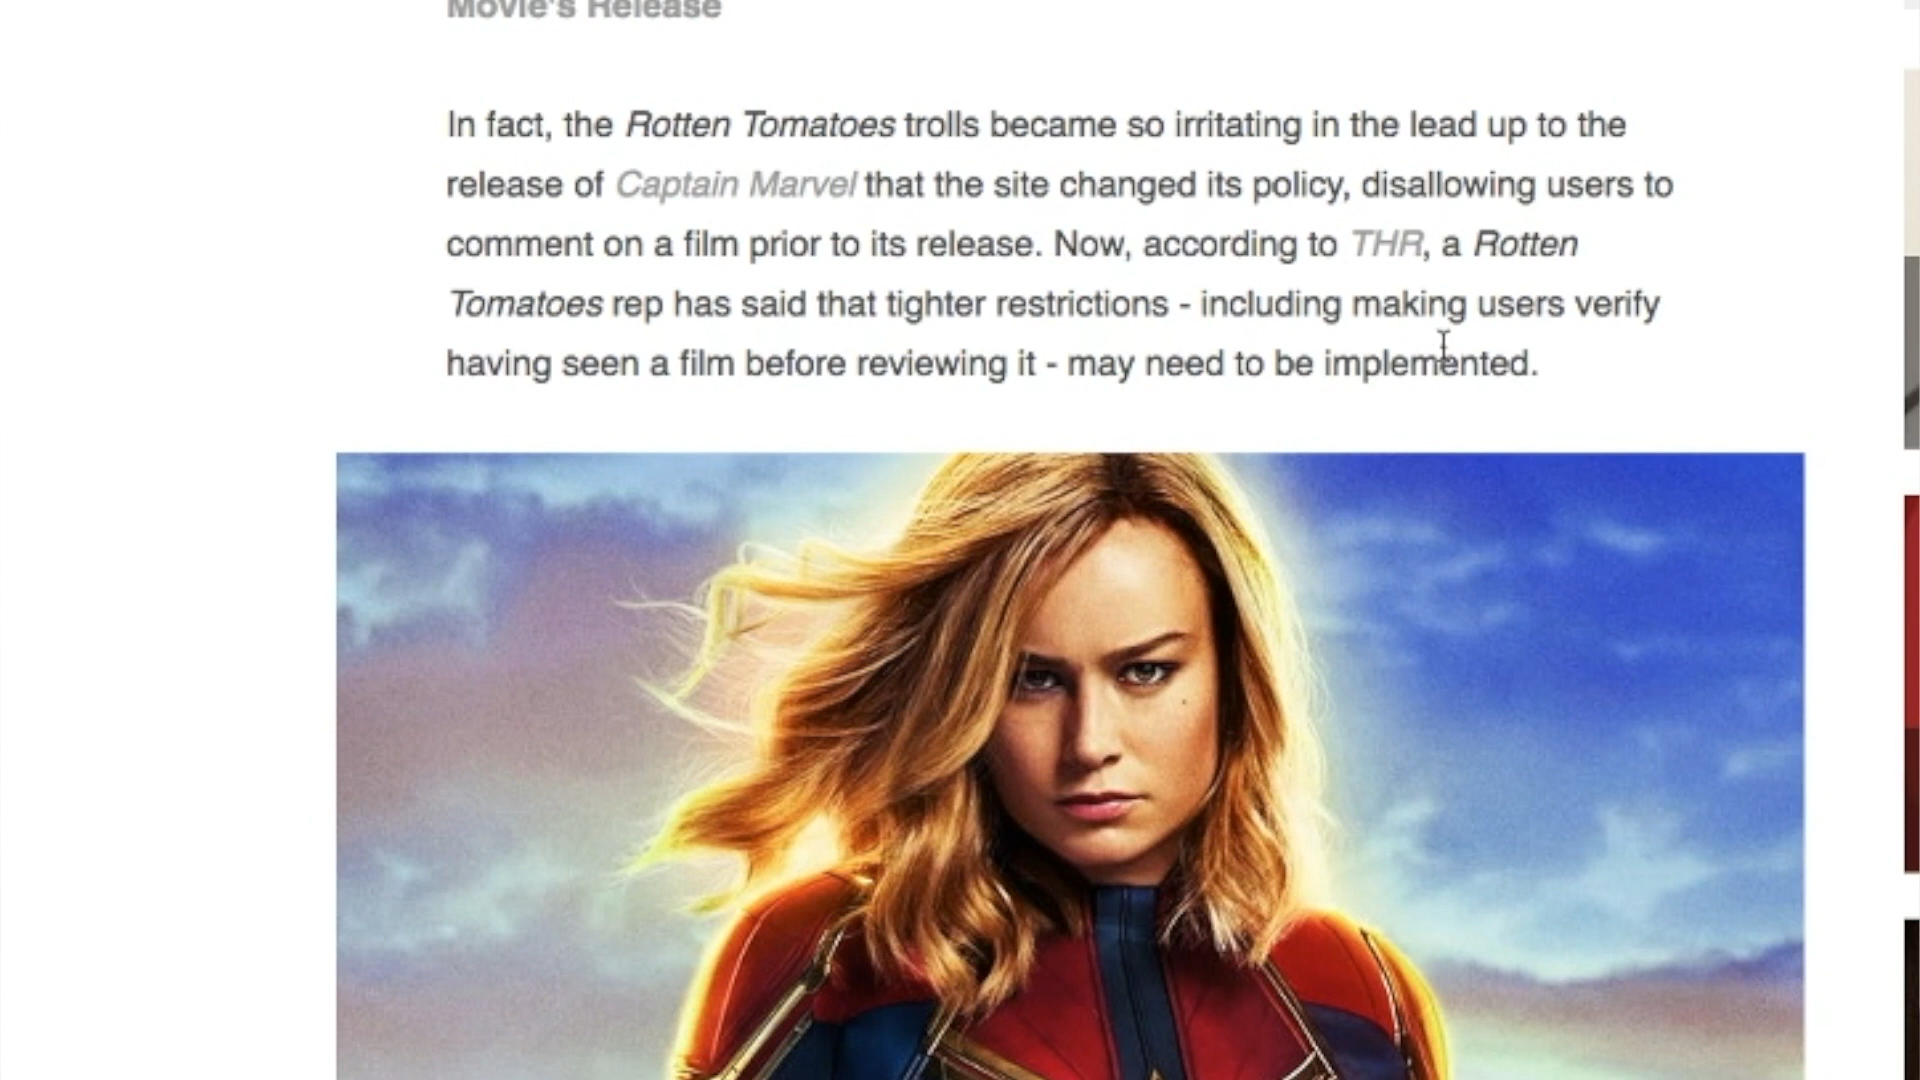 Movie's Release
In fact, the Rotten Tomatoes trolls became so irritating in the lead up to the
release of Captain Marvel that the site changed its policy, disallowing users to
comment on a film prior to its release. Now, according to THR, a Rotten
Tomatoes rep has said that tighter restrictions - including making users verify
having seen a film before reviewing it - may need to be implemented.